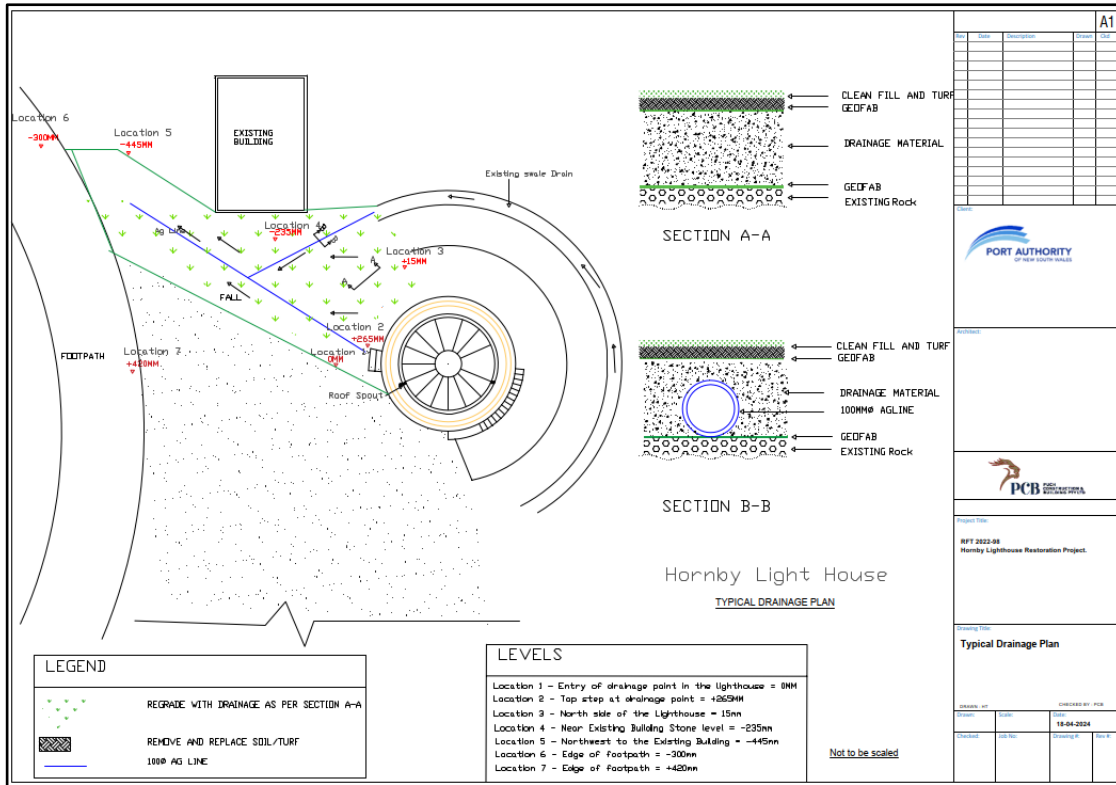 A1
Rev
Date
Description
Drawn
Ckd
Location 6
-300MM
Location 5
-445MM
EXISTING
BUILDING
Existing swale Drain
Ag Line
Location 4
-235MM
B
B
Location 3
+15MM
A
A
FALL
Location 2
+265MM
Location 1
0MM
FOOTPATH
Location 7
+420MM.
Roof Spout
CLEAN FILL AND TURF
GEOFAB
DRAINAGE MATERIAL
GEOFAB
EXISTING Rock
SECTION A-A
CLEAN FILL AND TURF
GEOFAB
DRAINAGE MATERIAL
100MMØ AGLINE
GEOFAB
EXISTING Rock
SECTION B-B
Hornby Light House
TYPICAL DRAINAGE PLAN
LEGEND
REGRADE WITH DRAINAGE AS PER SECTION A-A
REMOVE AND REPLACE SOIL/TURF
100Ø AG LINE
LEVELS
Location 1 - Entry of drainage point in the lighthouse = 0MM
Location 2 - Top step at drainage point = +265MM
Location 3 - North side of the Lighthouse = 15mm
Location 4 - Near Existing Building Stone level = -235mm
Location 5 - Northwest to the Existing Building = -445mm
Location 6 - Edge of footpath = -300mm
Location 7 - Edge of footpath = +420mm
Not to be scaled
Client:
PORT AUTHORITY
OF NEW SOUTH WALES
Architect:
PCB
Project Title:
RFT 2022-98
Hornby Lighthouse Restoration Project.
Drawing Title:
Typical Drainage Plan
DRAWN : HT
CHECKED BY : PCB
Drawn:
Scale:
Date:
18-04-2024
Checked:
Job No:
Drawing #:
Rev #: